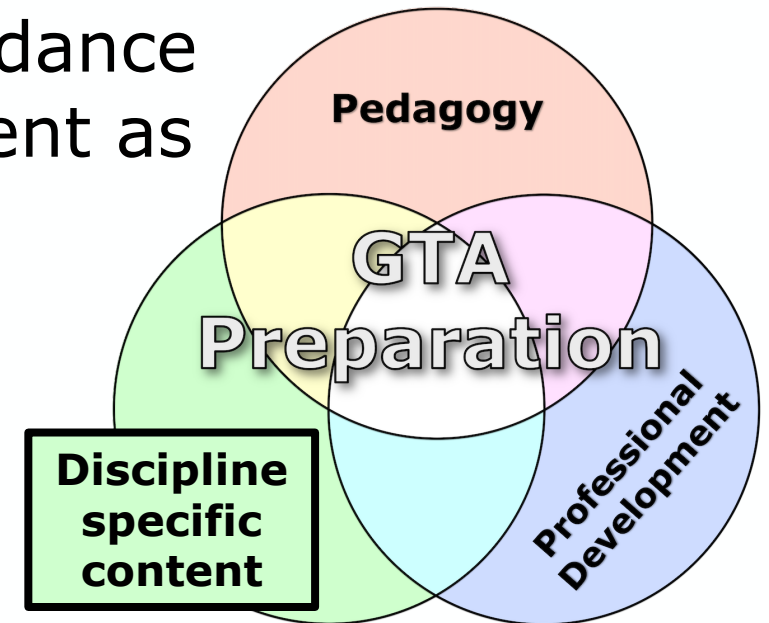 dance
ent as
Pedagogy
GTA
Preparation
Discipline
specific
content
Professional
Development